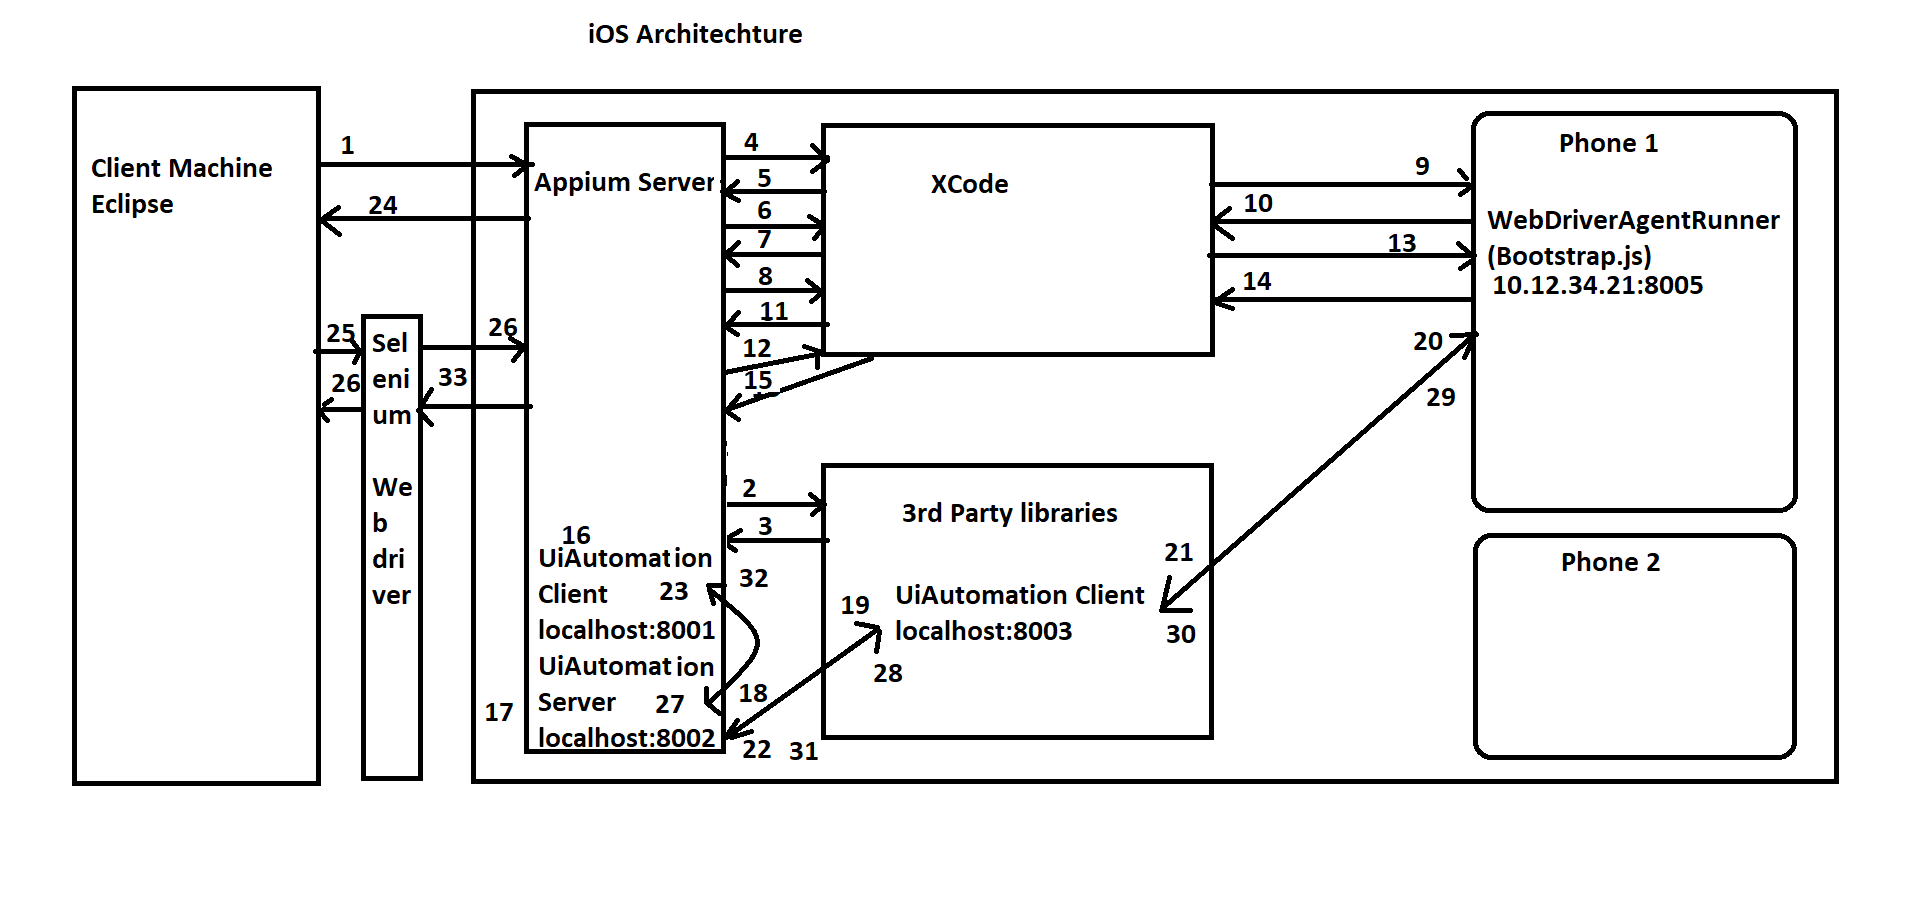 iOS Architechture
Client Machine
Eclipse
1
24
25
26
Sel
eni
um
We
b
dri
ver
26
33
17
Appium Server
16
UiAutomation
Client
23
localhost:8001
UiAutomation
Server
27
localhost:8002
4
5
6
7
8
11
12
15
2
3
32
18
22
31
XCode
3rd Party libraries
19
UiAutomation Client
localhost:8003
28
21
30
9
10
13
14
20
29
Phone 1
WebDriverAgentRunner
(Bootstrap.js)
10.12.34.21:8005
Phone 2